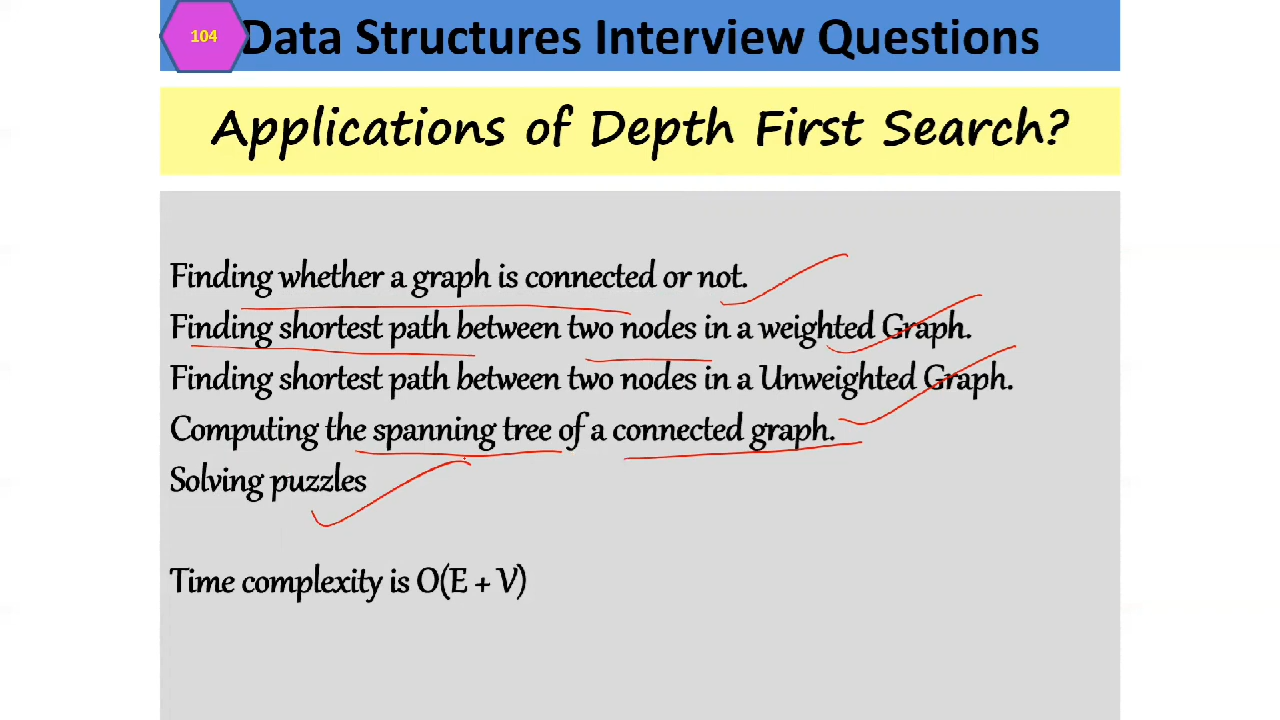 104
Data Structures Interview Questions
Applications of Depth First Search?
Finding whether a graph is connected or not.
Finding shortest path between two nodes in a weighted Graph.
Finding shortest path between two nodes in a Unweighted Graph.
Computing the spanning tree of a connected graph.
Solving puzzles
Time complexity is O(E + V)